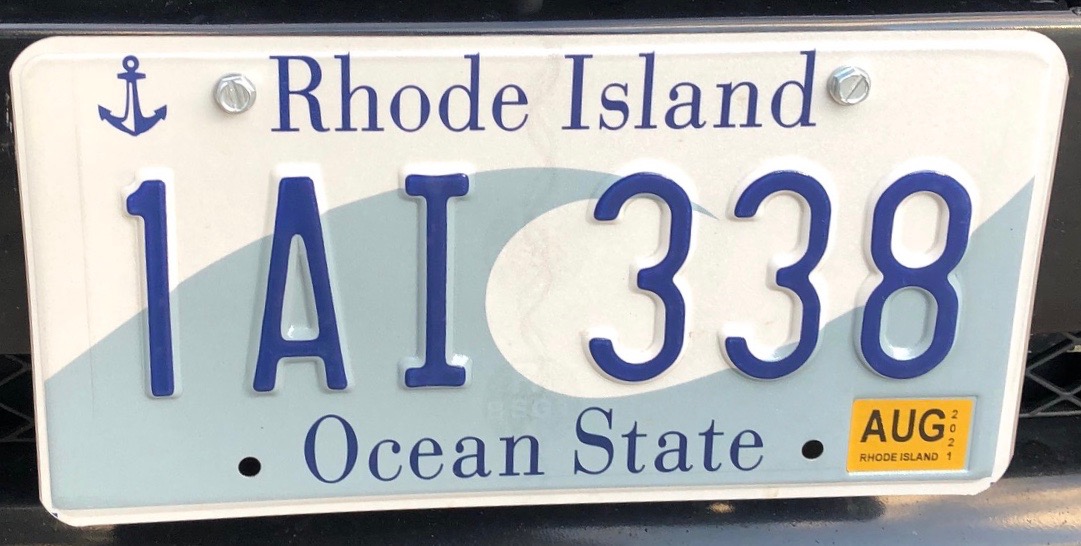 Rhode Island
1AI 338
Ocean State
AUG 2021
RHODE ISLAND